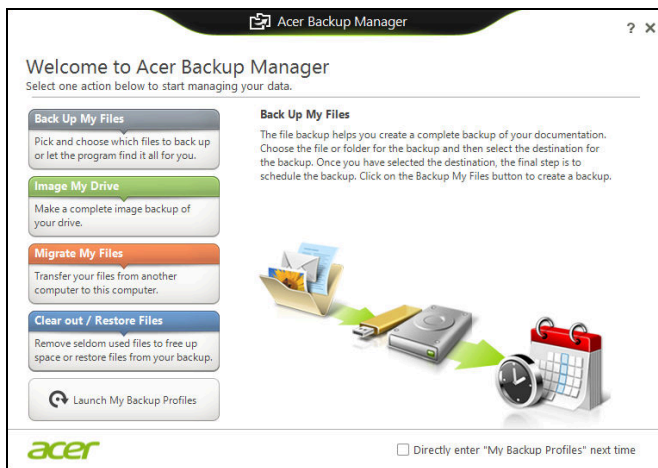 Acer Backup Manager
? X
Welcome to Acer Backup Manager
Select one action below to start managing your data.
Back Up My Files
Pick and choose which files to back up
or let the program find it all for you.
Image My Drive
Make a complete image backup of
your drive.
Migrate My Files
Transfer your files from another
computer to this computer.
Clear out / Restore Files
Remove seldom used files to free up
space or restore files from your backup.
Launch My Backup Profiles
Back Up My Files
The file backup helps you create a complete backup of your documentation.
Choose the file or folder for the backup and then select the destination for
the backup. Once you have selected the destination, the final step is to
schedule the backup. Click on the Backup My Files button to create a backup.
acer
Directly enter "My Backup Profiles" next time